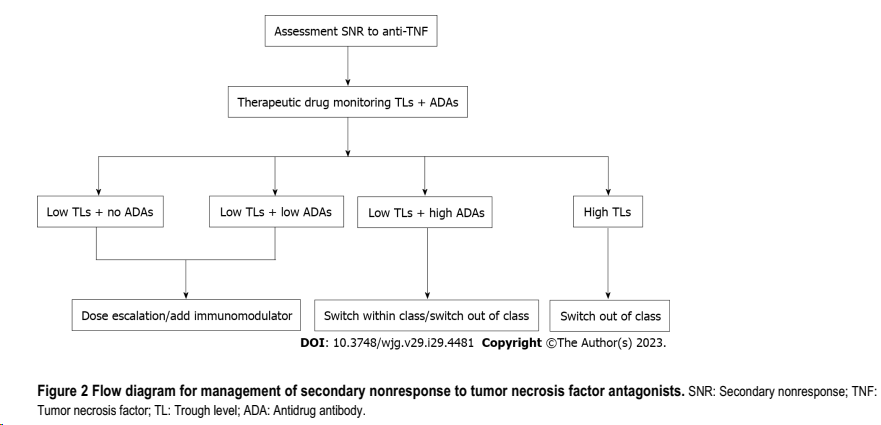 Assessment SNR to anti-TNF
Therapeutic drug monitoring TLs + ADAs
Low TLs + no ADAs
Low TLs + low ADAs
Low TLs + high ADAs
High TLs
Dose escalation/add immunomodulator
Switch within class/switch out of class
Switch out of class
DOI: 10.3748/wjg.v29.i29.4481 Copyright ©The Author(s) 2023.
Figure 2 Flow diagram for management of secondary nonresponse to tumor necrosis factor antagonists. SNR: Secondary nonresponse; TNF:
Tumor necrosis factor; TL: Trough level; ADA: Antidrug antibody.